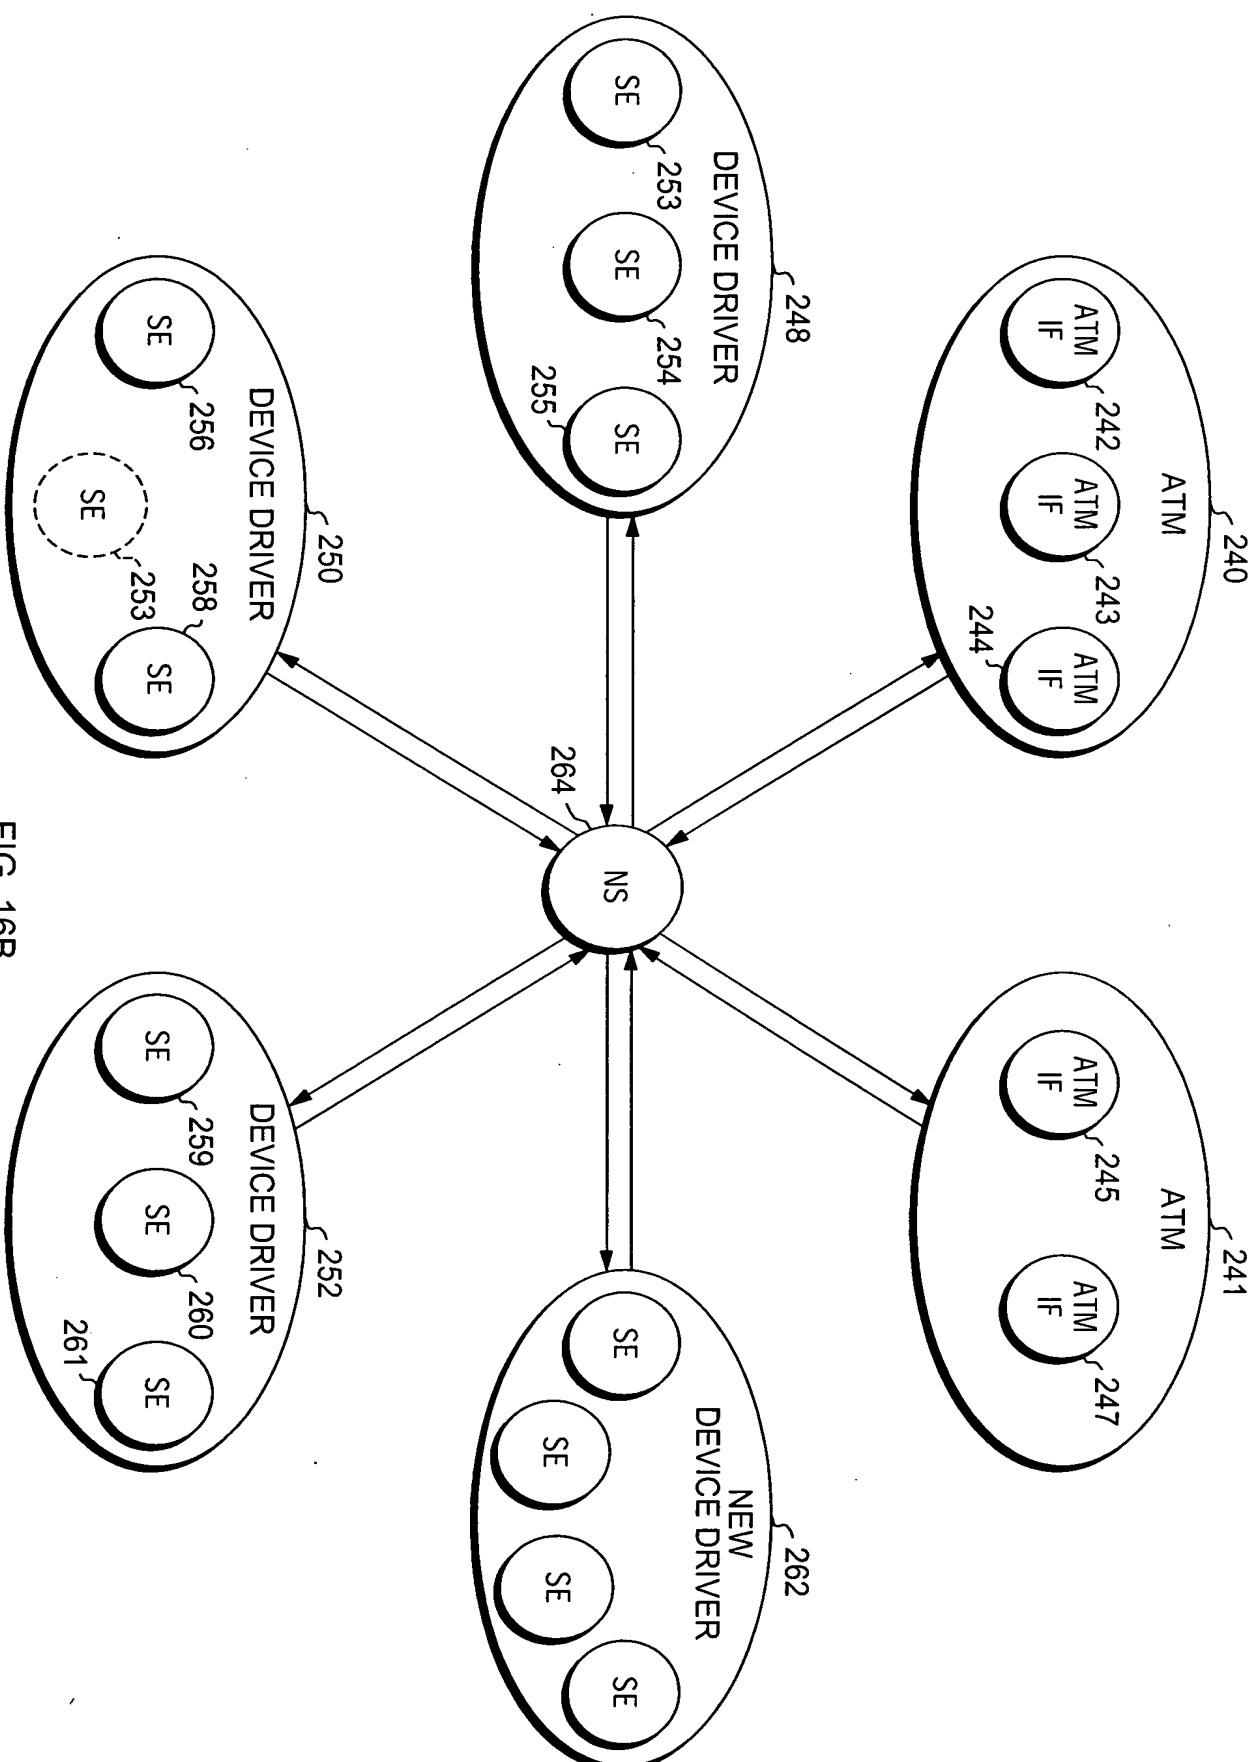 240
ATM
ATM
IF
242
ATM
IF
243
ATM
IF
244
241
ATM
ATM
IF
245
ATM
IF
247
248
DEVICE DRIVER
SE
253
SE
254
SE
255
264
NS
262
NEW
DEVICE DRIVER
SE
SE
SE
SE
250
DEVICE DRIVER
SE
256
SE
253
SE
258
252
DEVICE DRIVER
SE
259
SE
260
SE
261
FIG. 16B